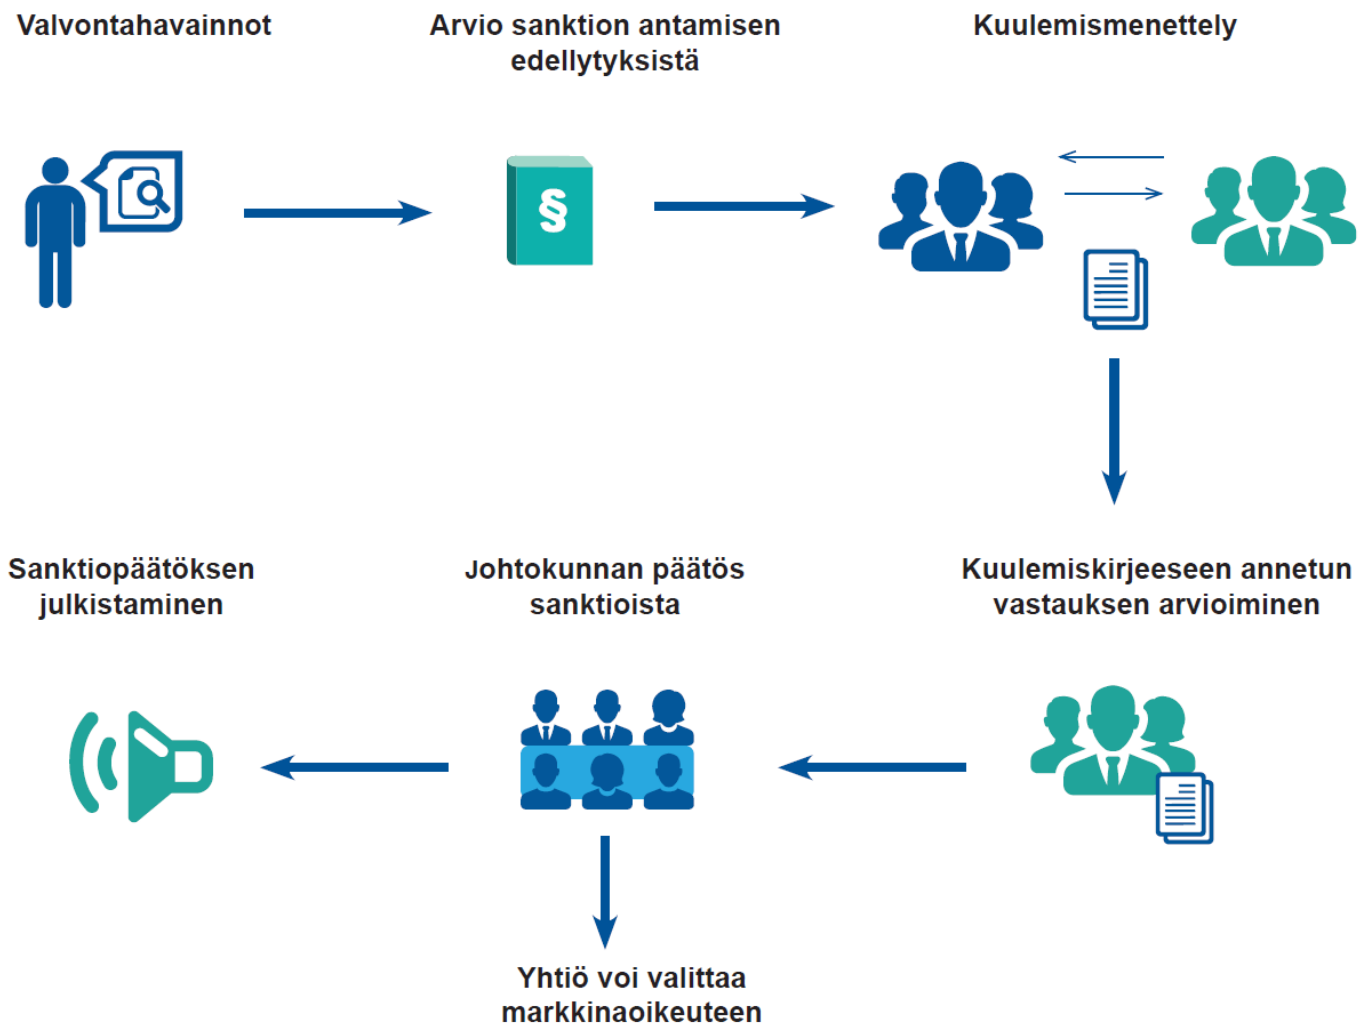 Valvontahavainnot
Arvio sanktion antamisen
edellytyksistä
Kuulemismenettely
§
Kuulemiskirjeeseen annetun
vastauksen arvioiminen
Johtokunnan päätös
sanktioista
Sanktiopäätöksen
julkistaminen
Yhtiö voi valittaa
markkinaoikeuteen